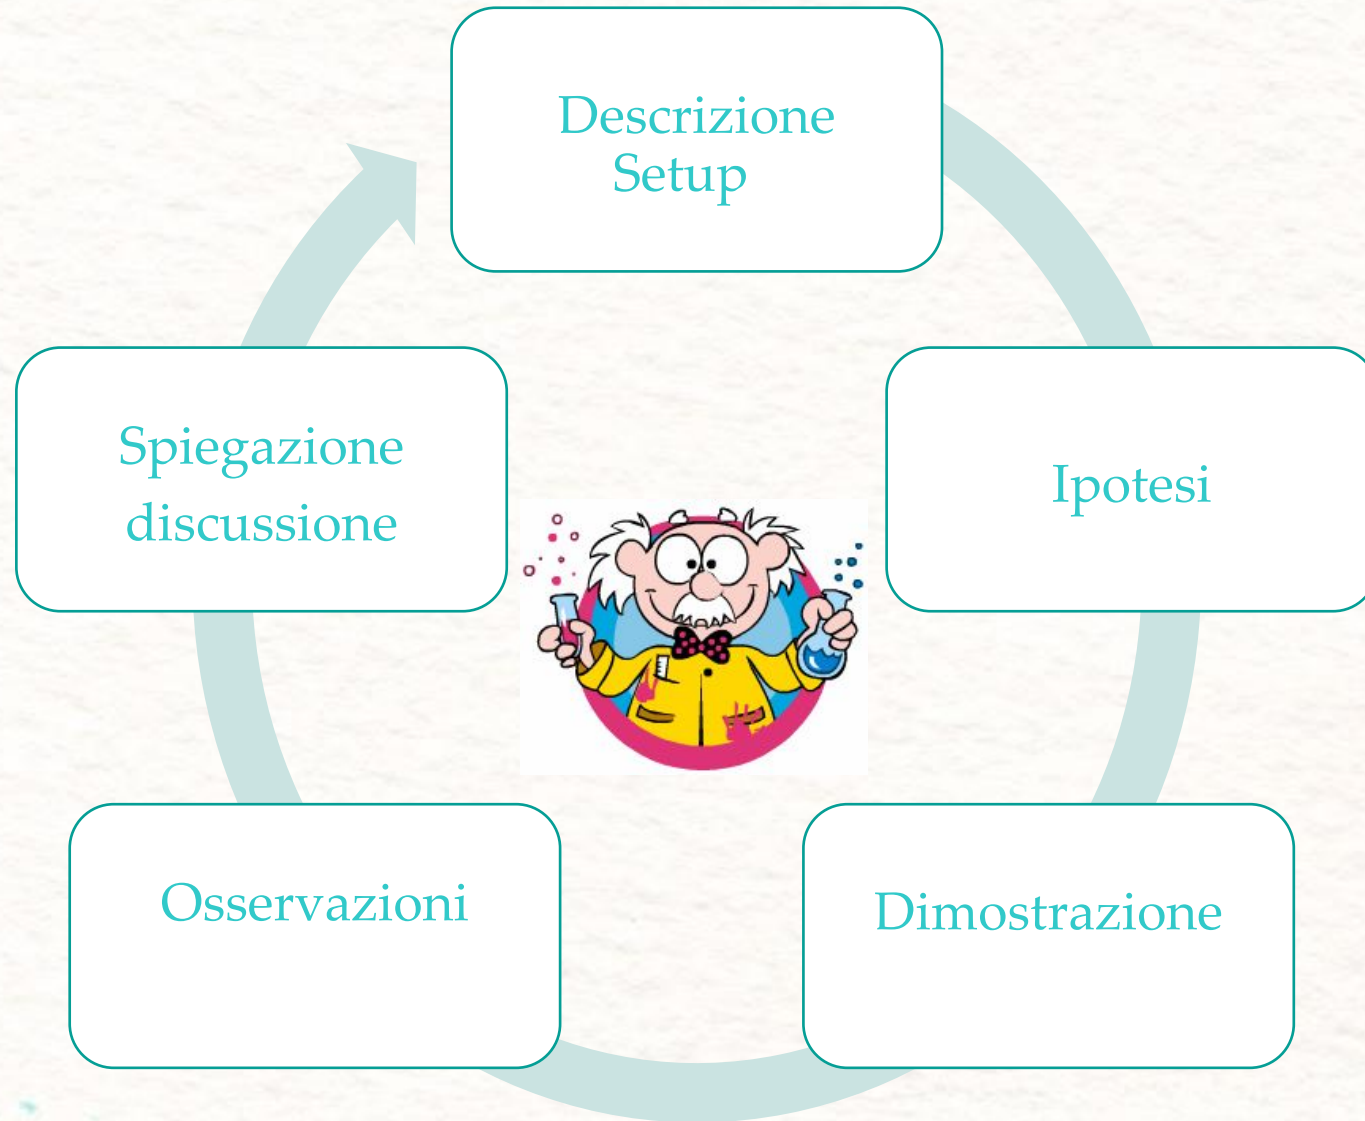 Descrizione
Setup
Ipotesi
Dimostrazione
Osservazioni
Spiegazione
discussione